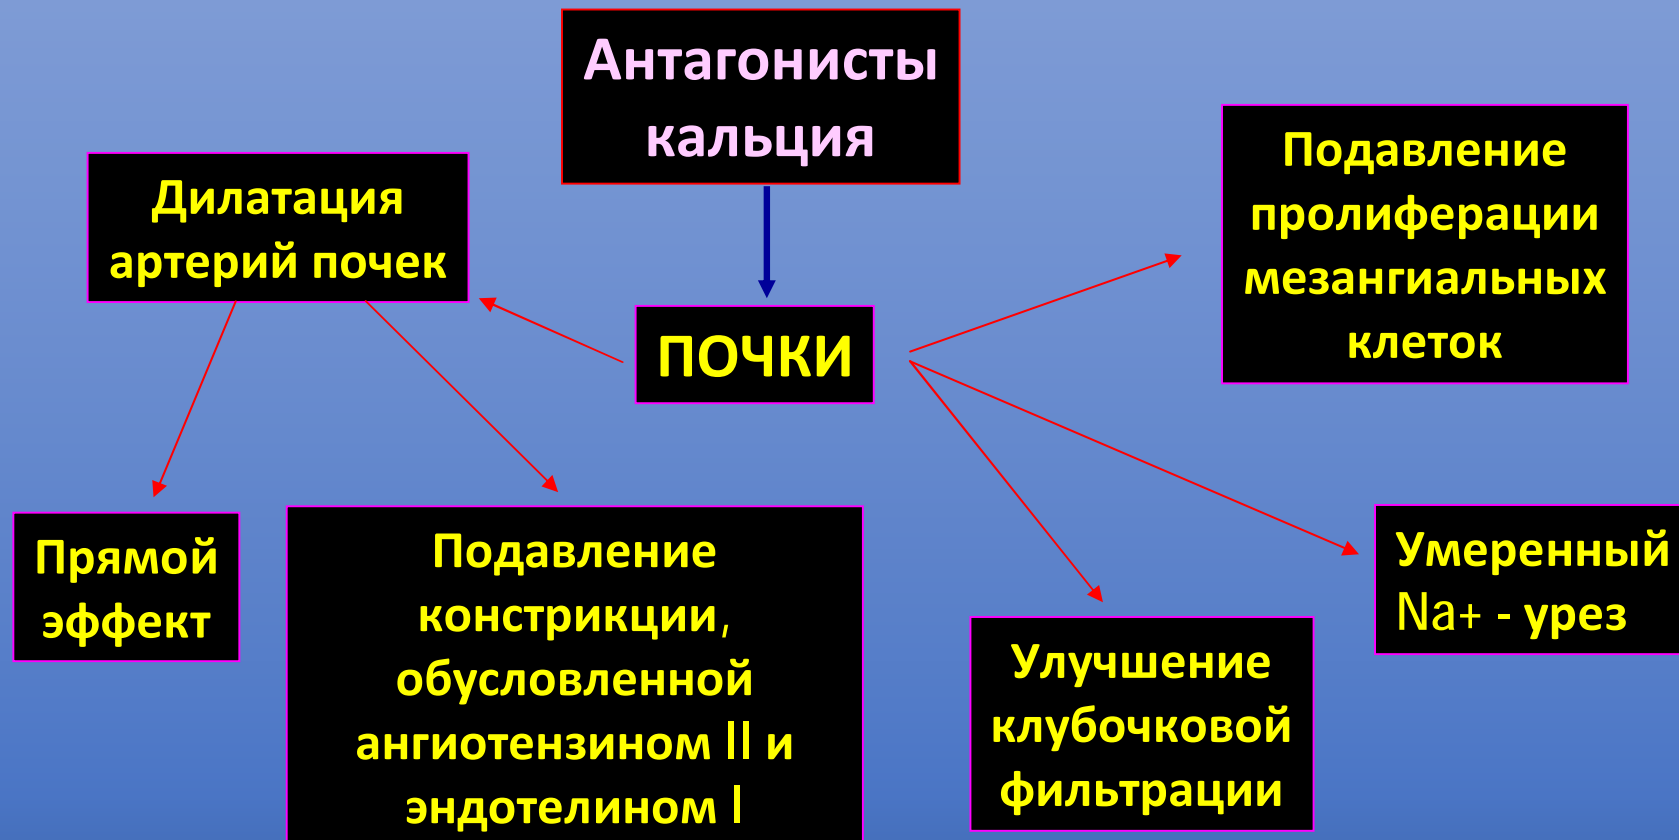 Антагонисты
кальция
Дилатация
артерий почек
ПОЧКИ
Подавление
пролиферации
мезангиальных
клеток
Прямой
эффект
Подавление
констрикции,
обусловленной
ангиотензином II и
эндотелином I
Улучшение
клубочковой
фильтрации
Умеренный
Na+ - урез